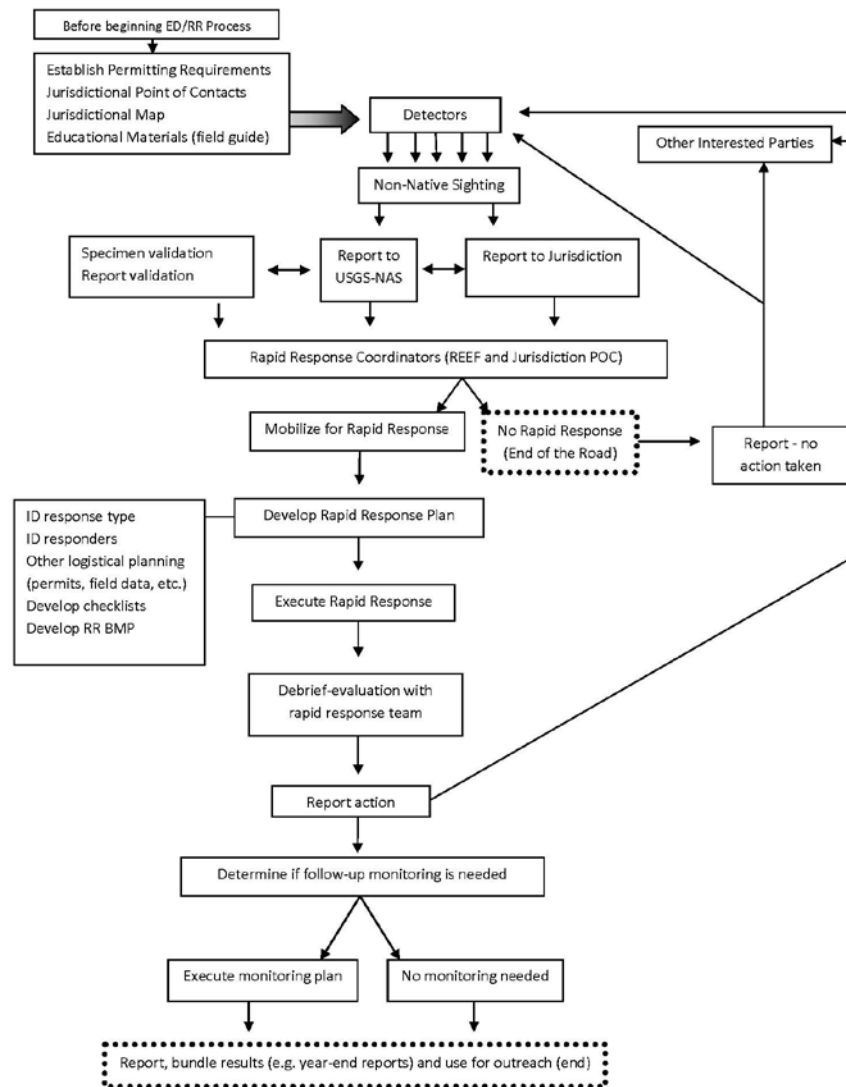 Before beginning ED/RR Process
Establish Permitting Requirements
Jurisdictional Point of Contacts
Jurisdictional Map
Educational Materials (field guide)
Detectors
Other Interested Parties
Non-Native Sighting
Specimen validation
Report validation
Report to
USGS-NAS
Report to Jurisdiction
Rapid Response Coordinators (REEF and Jurisdiction POC)
Mobilize for Rapid Response
No Rapid Response
(End of the Road)
Report - no
action taken
ID response type
ID responders
Other logistical planning
(permits, field data, etc.)
Develop checklists
Develop RR BMP
Develop Rapid Response Plan
Execute Rapid Response
Debrief-evaluation with
rapid response team
Report action
Determine if follow-up monitoring is needed
Execute monitoring plan
No monitoring needed
Report, bundle results (e.g. year-end reports) and use for outreach (end)